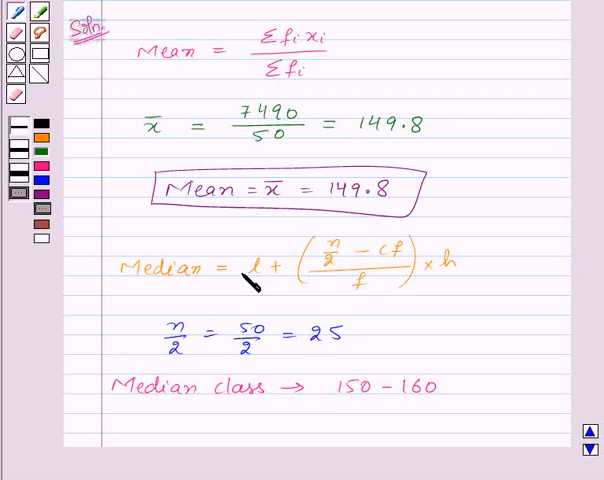 Soln.
Mean = Σfixi / Σfi
x̄ = 7490 / 50 = 149.8
Mean = x̄ = 149.8
Median = l + ( (n/2 - cf) / f ) × h
n/2 = 50/2 = 25
Median class → 150 - 160